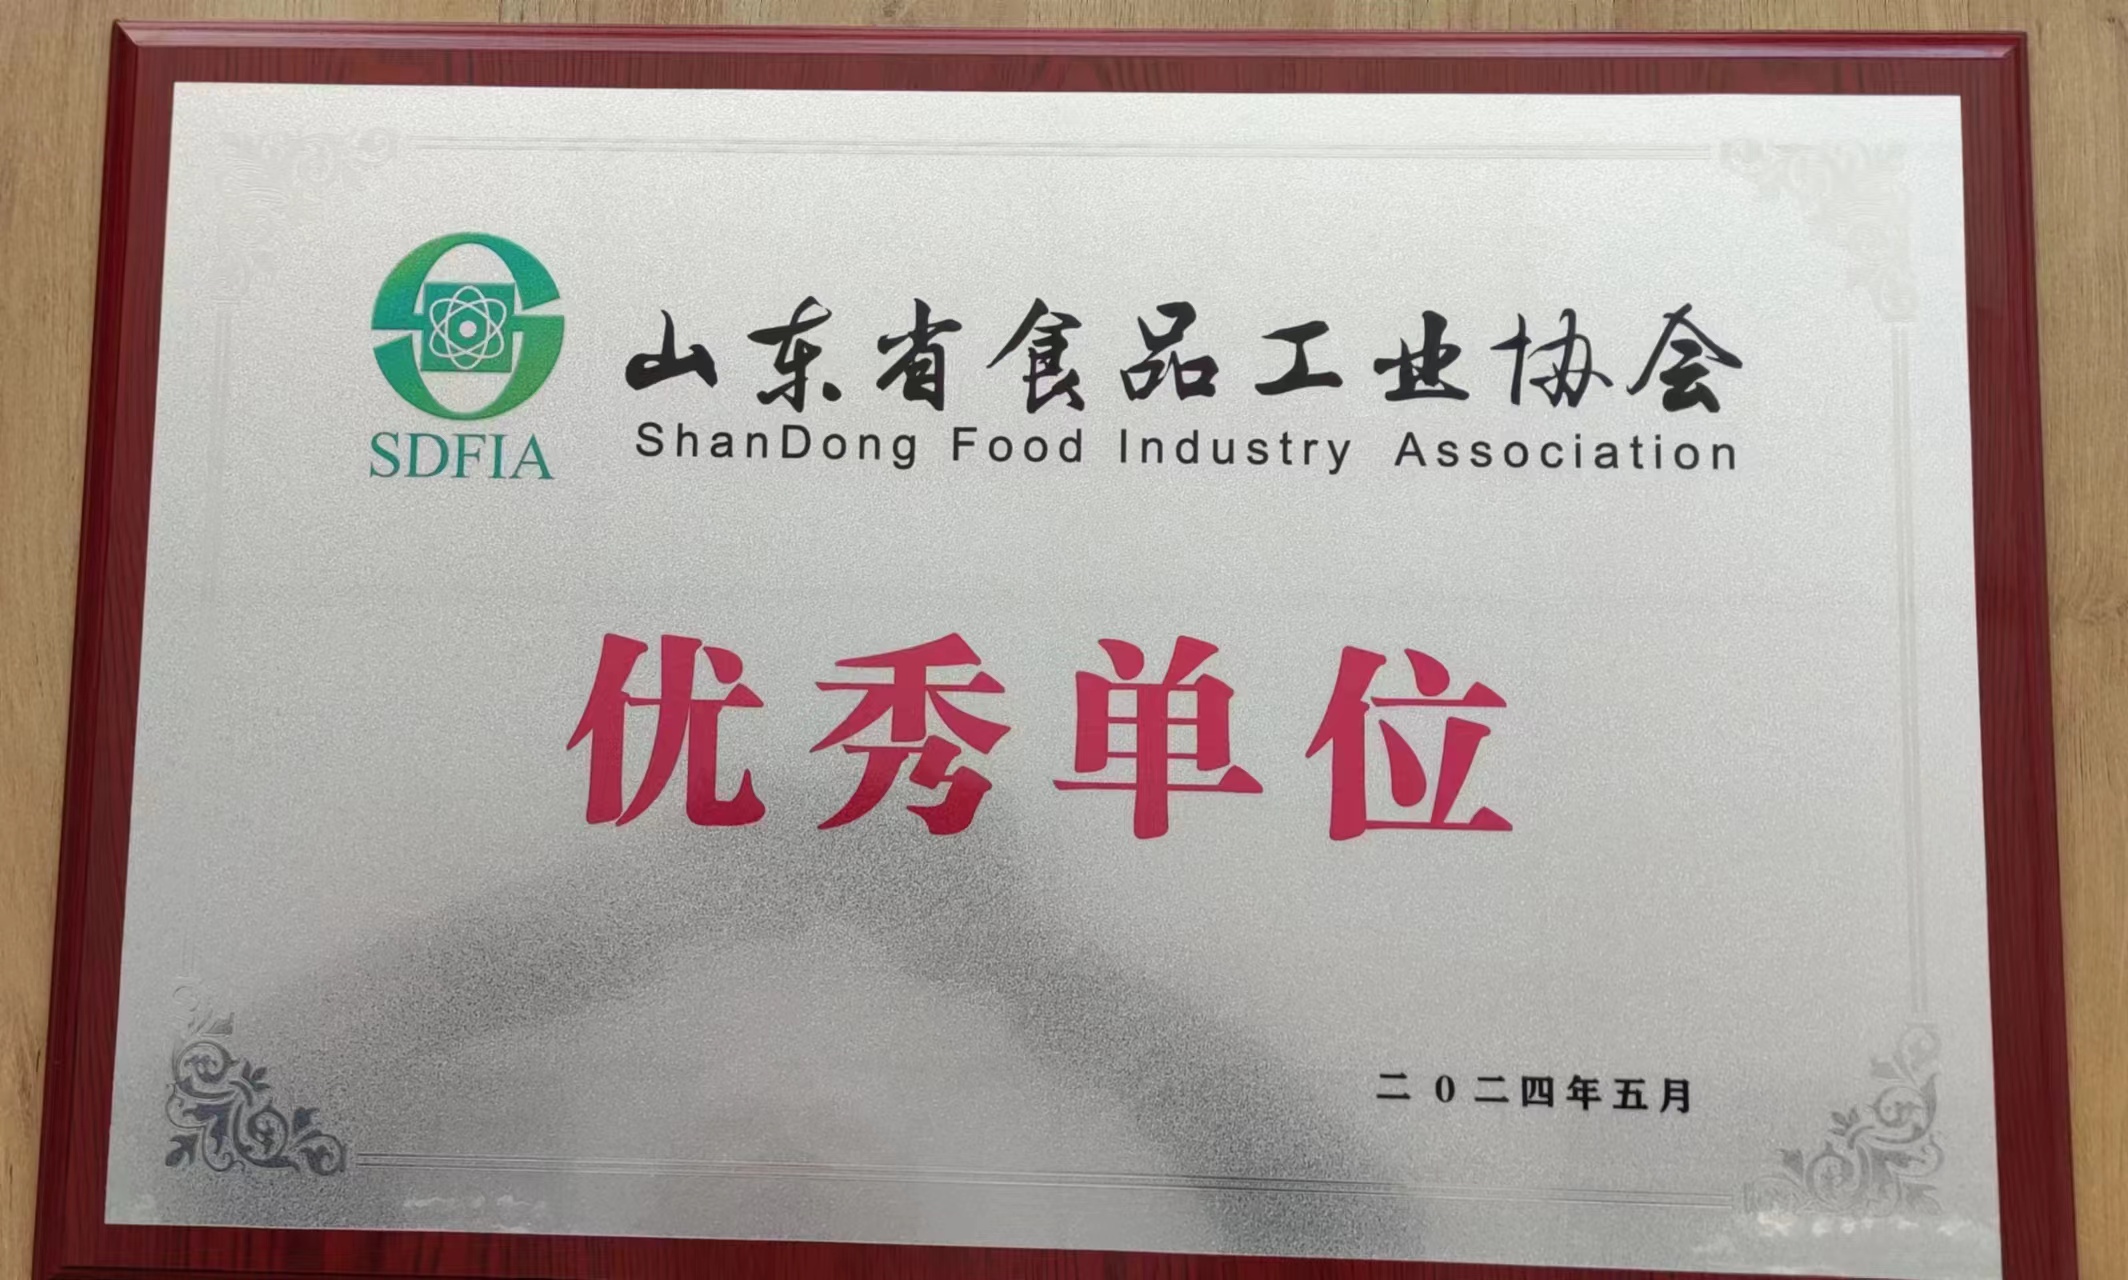 山东省食品工业协会
SDFIA
ShanDong Food Industry Association
优秀单位
二0二四年五月